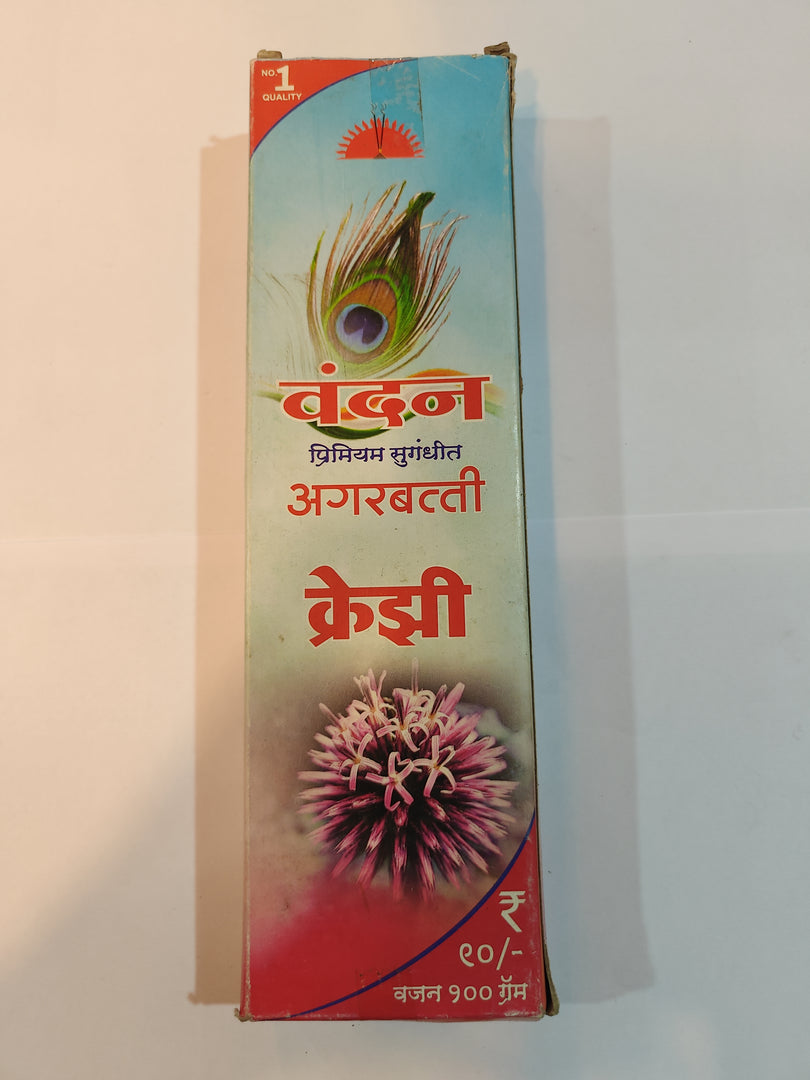 NO.1
QUALITY
वंदन
प्रिमियम सुगंधीत
अगरबत्ती
क्रेझी
₹
९०/-
वजन १०० ग्रॅम